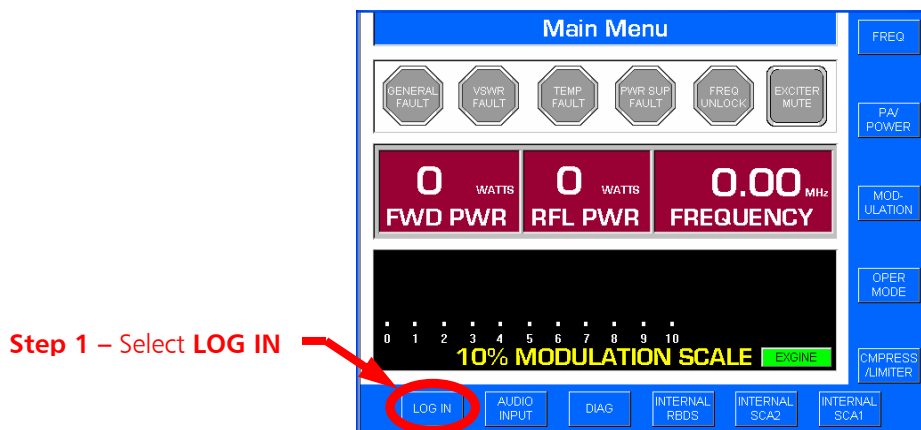 Main Menu
FREQ
GENERAL
FAULT
VSWR
FAULT
TEMP
FAULT
PWR SUP
FAULT
FREQ
UNLOCK
EXCITER
MUTE
PA/
POWER
0 WATTS
FWD PWR
0 WATTS
RFL PWR
0.00 MHz
FREQUENCY
MOD-
ULATION
OPER
MODE
0 1 2 3 4 5 6 7 8 9 10
10% MODULATION SCALE
EXGINE
CMPRESS
/LIMITER
Step 1 – Select LOG IN
LOG IN
AUDIO
INPUT
DIAG
INTERNAL
RBDS
INTERNAL
SCA2
INTERNAL
SCA1